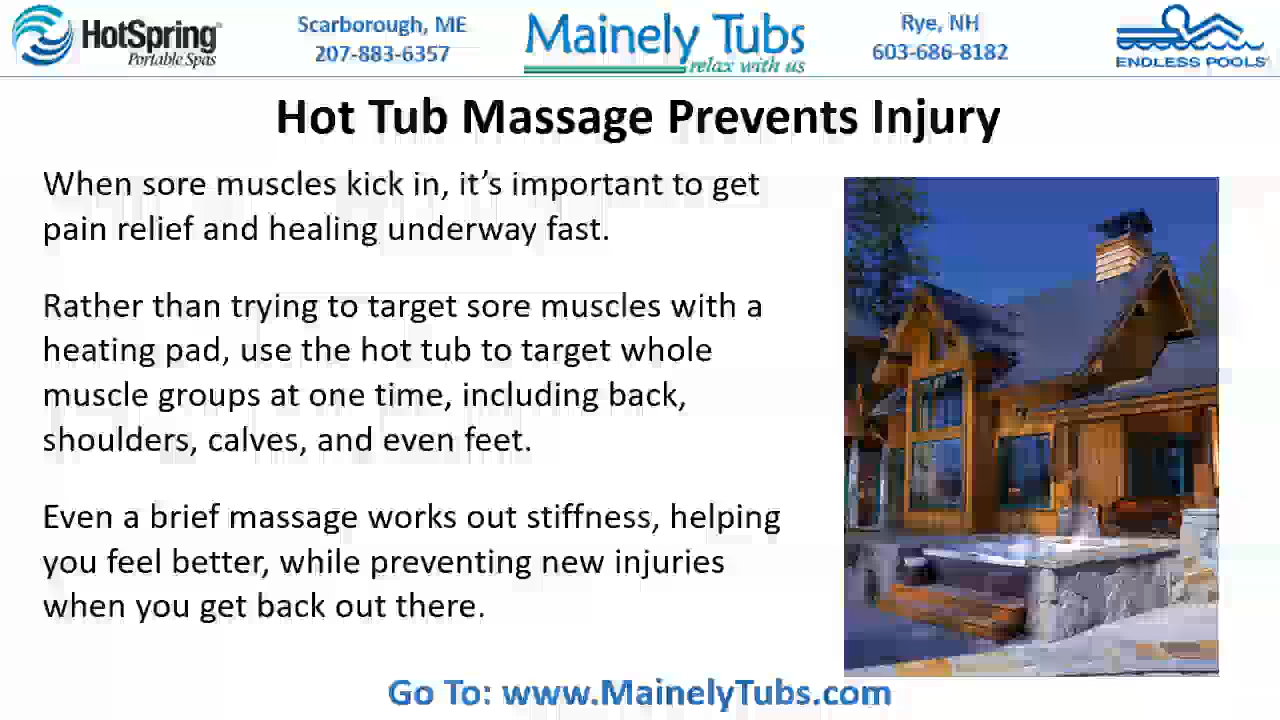 HotSpring®
Portable Spas
Scarborough, ME
207-883-6357
Mainely Tubs
relax with us
Rye, NH
603-686-8182
ENDLESS POOLS®
Hot Tub Massage Prevents Injury
When sore muscles kick in, it’s important to get
pain relief and healing underway fast.
Rather than trying to target sore muscles with a
heating pad, use the hot tub to target whole
muscle groups at one time, including back,
shoulders, calves, and even feet.
Even a brief massage works out stiffness, helping
you feel better, while preventing new injuries
when you get back out there.
Go To: www.MainelyTubs.com